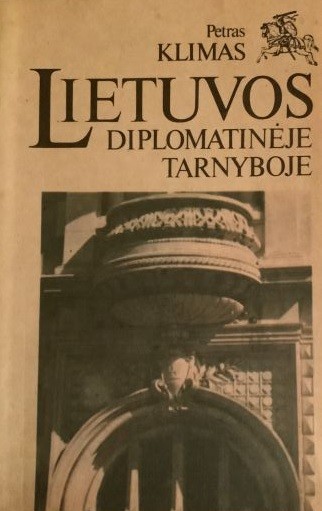 Petras
KLIMAS
LIETUVOS
DIPLOMATINĖJE
TARNYBOJE